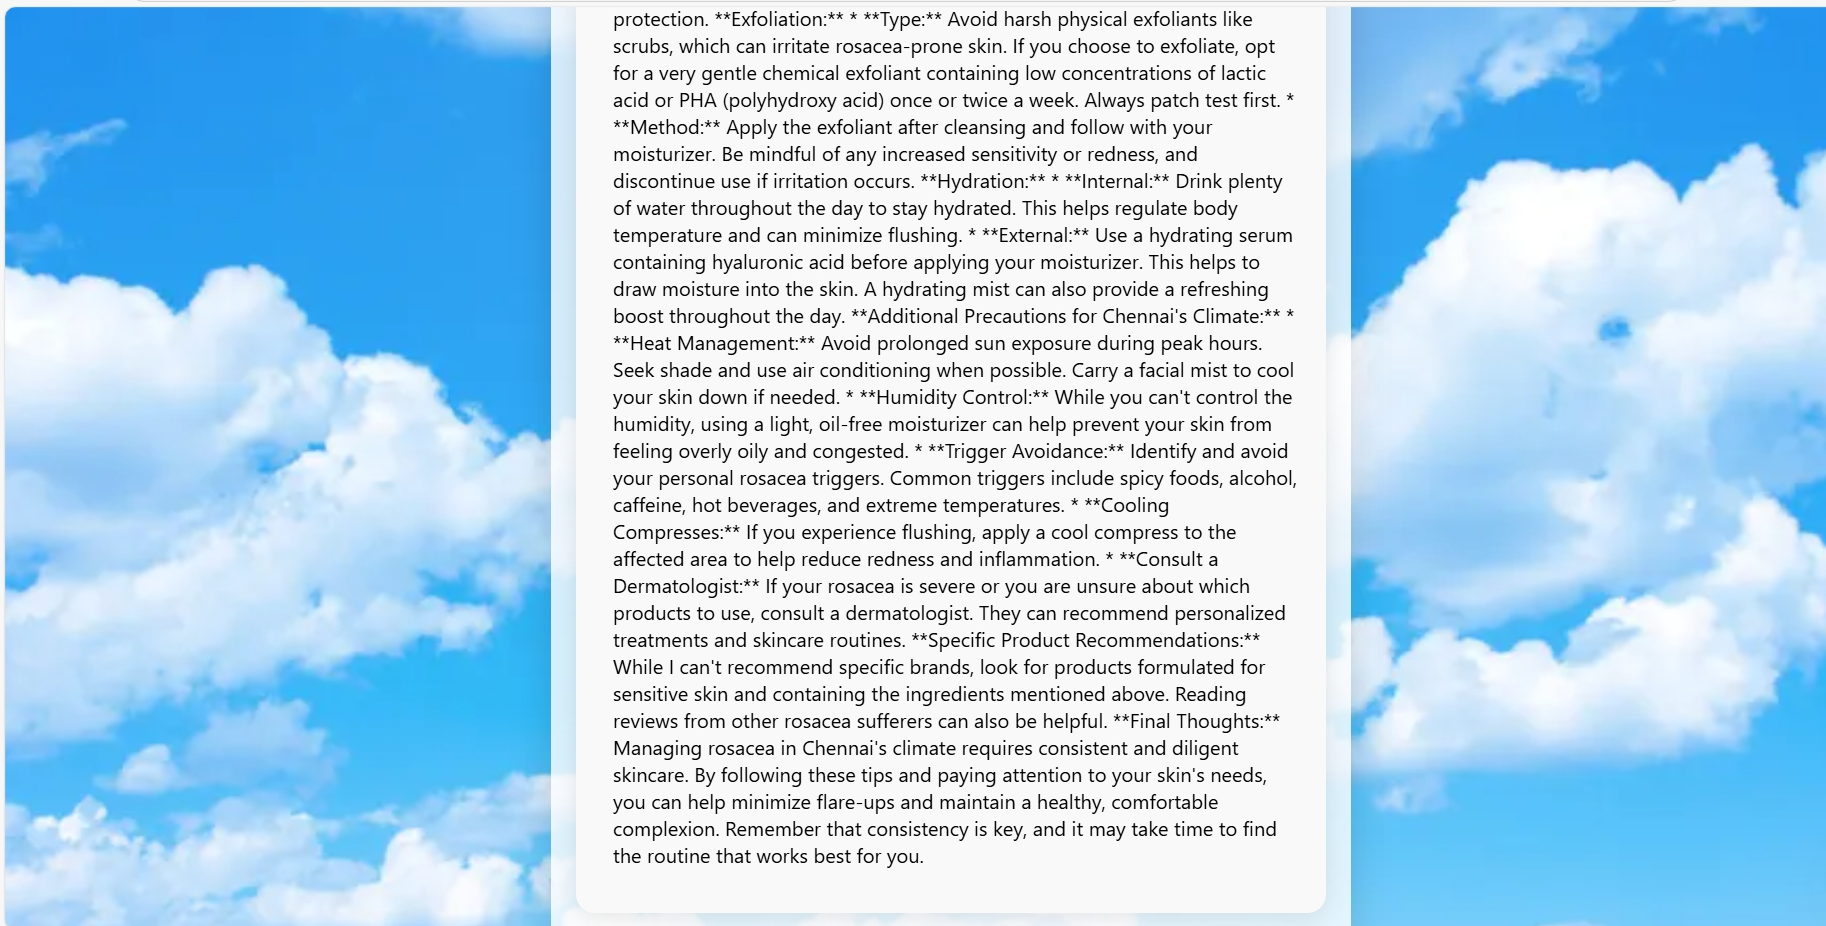 protection. **Exfoliation:** * **Type:** Avoid harsh physical exfoliants like
scrubs, which can irritate rosacea-prone skin. If you choose to exfoliate, opt
for a very gentle chemical exfoliant containing low concentrations of lactic
acid or PHA (polyhydroxy acid) once or twice a week. Always patch test first. *
**Method:** Apply the exfoliant after cleansing and follow with your
moisturizer. Be mindful of any increased sensitivity or redness, and
discontinue use if irritation occurs. **Hydration:** * **Internal:** Drink plenty
of water throughout the day to stay hydrated. This helps regulate body
temperature and can minimize flushing. * **External:** Use a hydrating serum
containing hyaluronic acid before applying your moisturizer. This helps to
draw moisture into the skin. A hydrating mist can also provide a refreshing
boost throughout the day. **Additional Precautions for Chennai's Climate:** *
**Heat Management:** Avoid prolonged sun exposure during peak hours.
Seek shade and use air conditioning when possible. Carry a facial mist to cool
your skin down if needed. * **Humidity Control:** While you can't control the
humidity, using a light, oil-free moisturizer can help prevent your skin from
feeling overly oily and congested. * **Trigger Avoidance:** Identify and avoid
your personal rosacea triggers. Common triggers include spicy foods, alcohol,
caffeine, hot beverages, and extreme temperatures. * **Cooling
Compresses:** If you experience flushing, apply a cool compress to the
affected area to help reduce redness and inflammation. * **Consult a
Dermatologist:** If your rosacea is severe or you are unsure about which
products to use, consult a dermatologist. They can recommend personalized
treatments and skincare routines. **Specific Product Recommendations:**
While I can't recommend specific brands, look for products formulated for
sensitive skin and containing the ingredients mentioned above. Reading
reviews from other rosacea sufferers can also be helpful. **Final Thoughts:**
Managing rosacea in Chennai's climate requires consistent and diligent
skincare. By following these tips and paying attention to your skin's needs,
you can help minimize flare-ups and maintain a healthy, comfortable
complexion. Remember that consistency is key, and it may take time to find
the routine that works best for you.